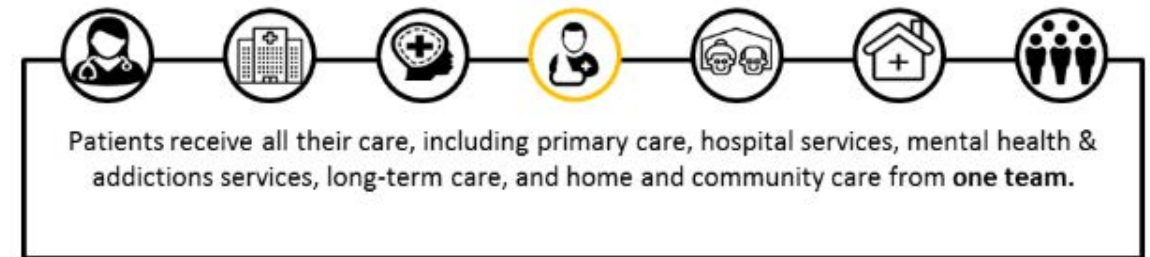 Patients receive all their care, including primary care, hospital services, mental health &
addictions services, long-term care, and home and community care from one team.